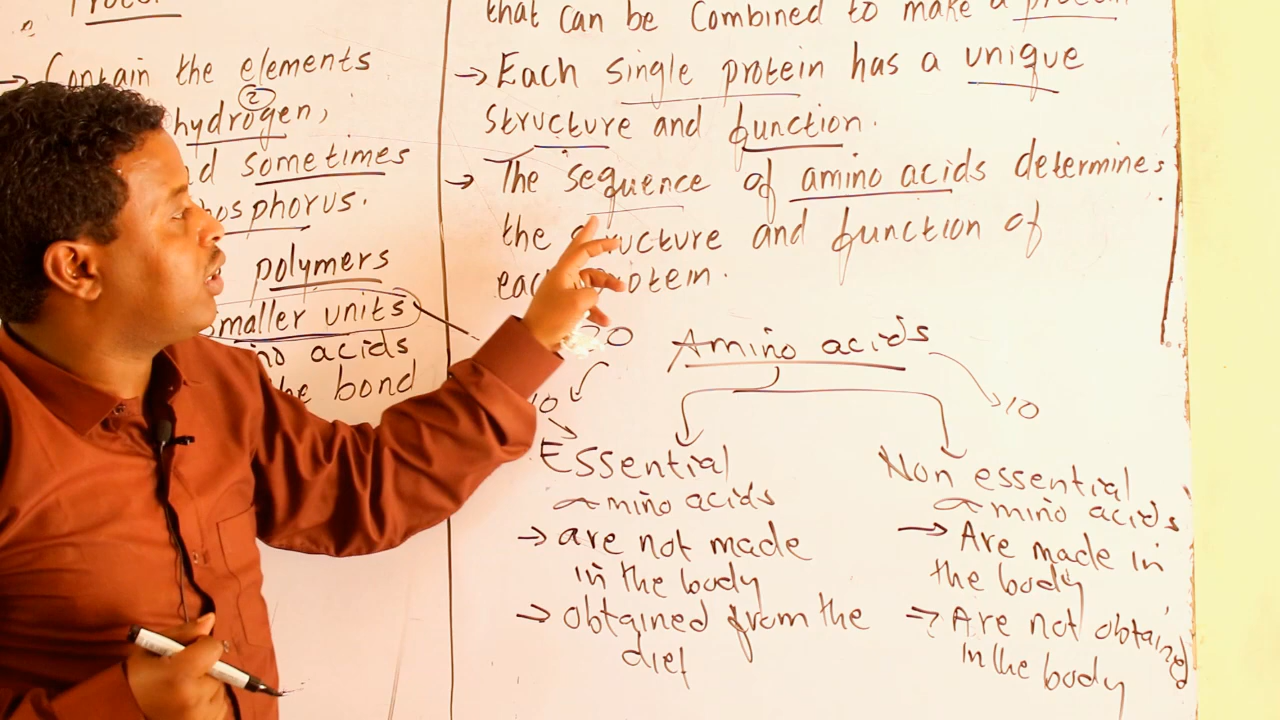 Contain the elements
2
hydrogen,
sometimes
polymers
smaller units
acids
bond
that can be Combined to make a protein
→ Each single protein has a unique
structure and function.
→ The sequence of amino acids determines
the structure and function of
each protein.
20 Amino acids
10
10
Essential
amino acids
→ are not made
in the body
→ obtained from the
diet
Non essential
amino acids
→ Are made in
the body
→ Are not obtained
in the body